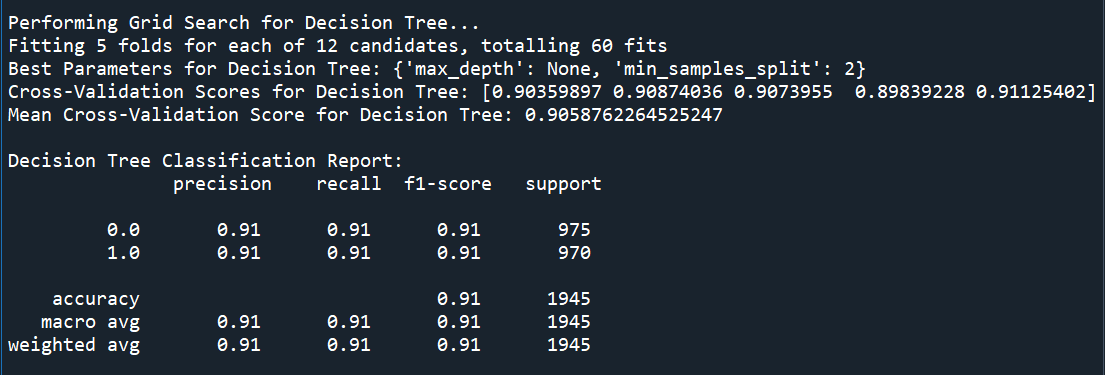 Performing Grid Search for Decision Tree...
Fitting 5 folds for each of 12 candidates, totalling 60 fits
Best Parameters for Decision Tree: {'max_depth': None, 'min_samples_split': 2}
Cross-Validation Scores for Decision Tree: [0.90359897 0.90874036 0.9073955  0.89839228 0.91125402]
Mean Cross-Validation Score for Decision Tree: 0.9058762264525247

Decision Tree Classification Report:
              precision    recall  f1-score   support

         0.0       0.91      0.91      0.91       975
         1.0       0.91      0.91      0.91       970

    accuracy                           0.91      1945
   macro avg       0.91      0.91      0.91      1945
weighted avg       0.91      0.91      0.91      1945